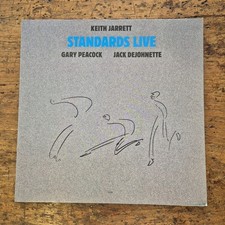 KEITH JARRETT
STANDARDS LIVE
GARY PEACOCK JACK DEJOHNETTE